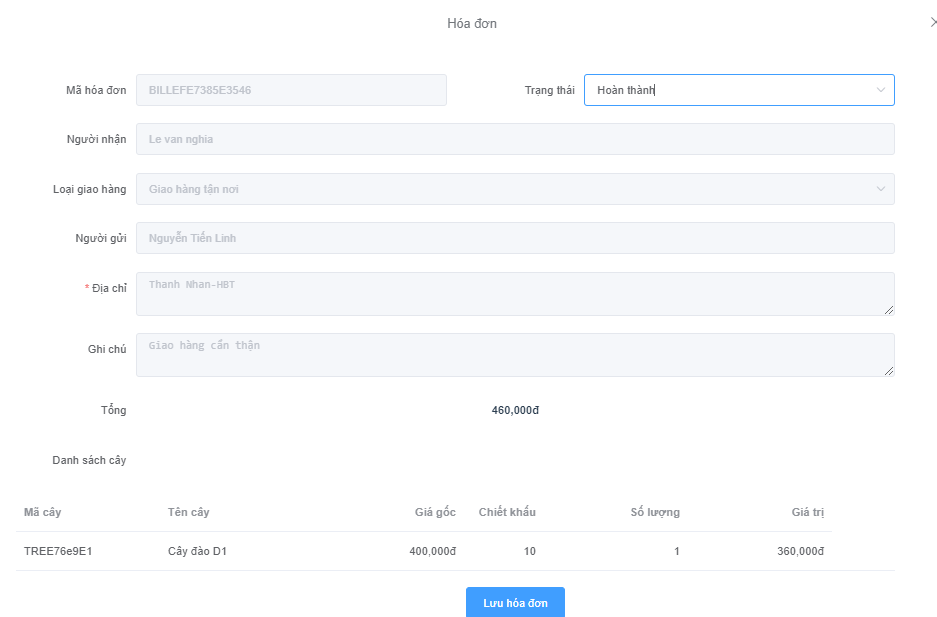 Hóa đơn
Mã hóa đơn BILLEFE7385E3546 Trạng thái Hoàn thành
Người nhận Le van nghia
Loại giao hàng Giao hàng tận nơi
Người gửi Nguyễn Tiến Linh
* Địa chỉ Thanh Nhan-HBT
Ghi chú Giao hàng cẩn thận
Tổng 460,000đ
Danh sách cây
Mã cây Tên cây Giá gốc Chiết khấu Số lượng Giá trị
TREE76e9E1 Cây đào D1 400,000đ 10 1 360,000đ
Lưu hóa đơn